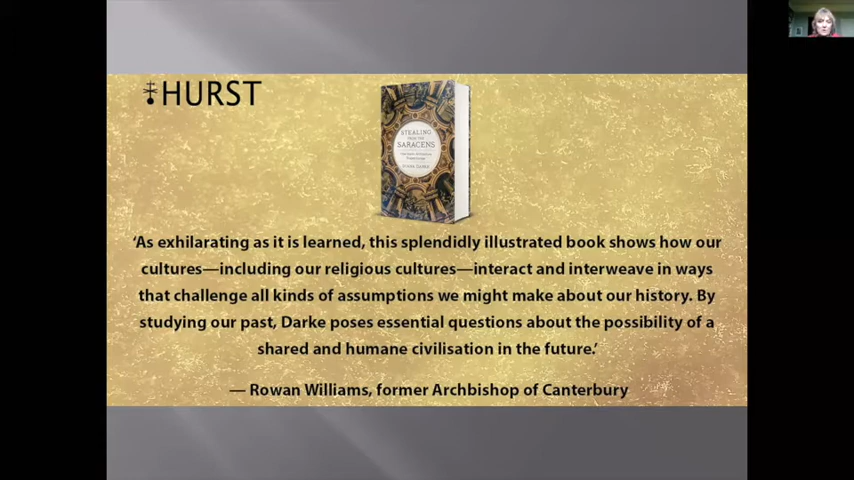 HURST
STEALING
FROM THE
SARACENS
DIANA DARKE
‘As exhilarating as it is learned, this splendidly illustrated book shows how our
cultures—including our religious cultures—interact and interweave in ways
that challenge all kinds of assumptions we might make about our history. By
studying our past, Darke poses essential questions about the possibility of a
shared and humane civilisation in the future.’
— Rowan Williams, former Archbishop of Canterbury